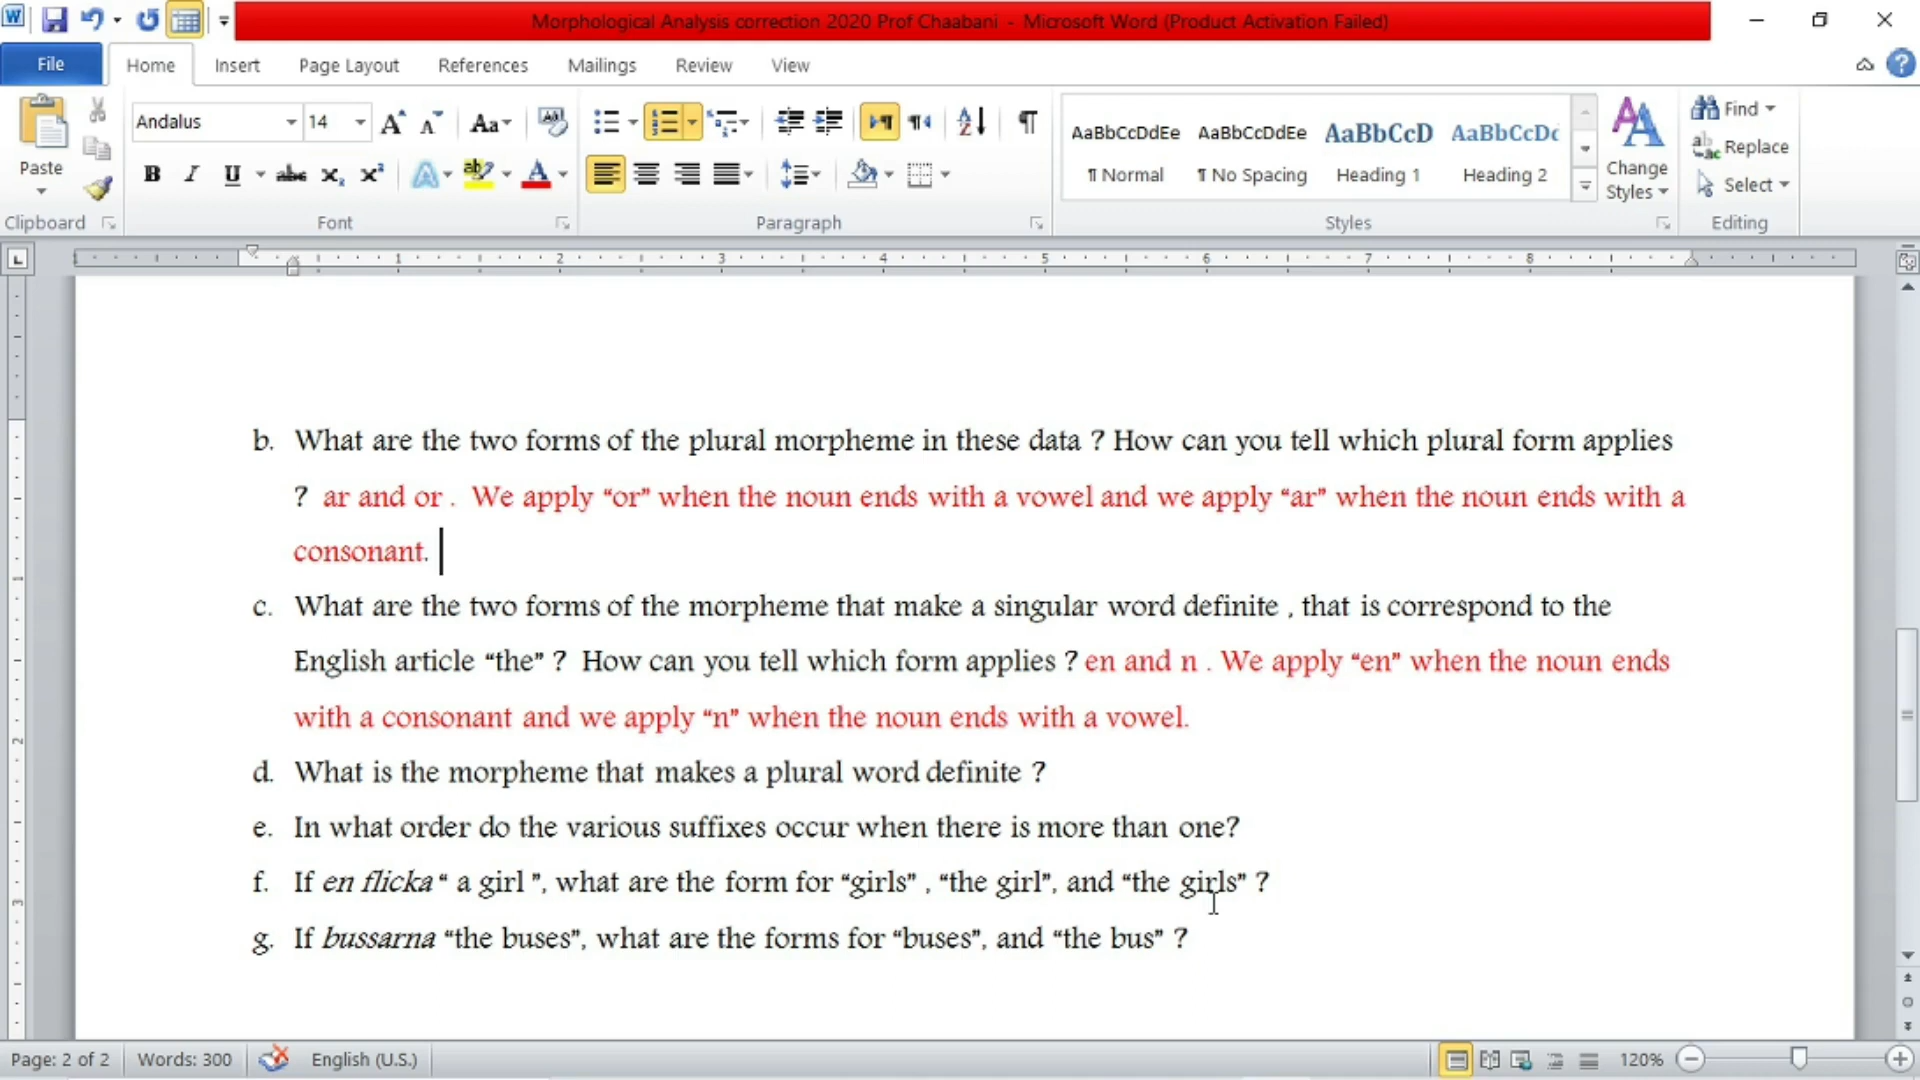 Morphological Analysis correction 2020 Prof Chaabani - Microsoft Word (Product Activation Failed)
File Home Insert Page Layout References Mailings Review View
Andalus 14
AaBbCcDdEe AaBbCcDdEe AaBbCcD AaBbCcDd
Find
Replace
Select
Paste
¶ Normal ¶ No Spacing Heading 1 Heading 2
Change
Styles
Clipboard Font Paragraph Styles Editing
1 2 3 4 5 6 7 8
b. What are the two forms of the plural morpheme in these data ? How can you tell which plural form applies
? ar and or . We apply “or” when the noun ends with a vowel and we apply “ar” when the noun ends with a
consonant.
c. What are the two forms of the morpheme that make a singular word definite , that is correspond to the
English article “the” ? How can you tell which form applies ? en and n . We apply “en” when the noun ends
with a consonant and we apply “n” when the noun ends with a vowel.
d. What is the morpheme that makes a plural word definite ?
e. In what order do the various suffixes occur when there is more than one?
f. If en flicka “ a girl ”, what are the form for “girls” , “the girl”, and “the girls” ?
g. If bussarna “the buses”, what are the forms for “buses”, and “the bus” ?
Page: 2 of 2 Words: 300 English (U.S.) 120%